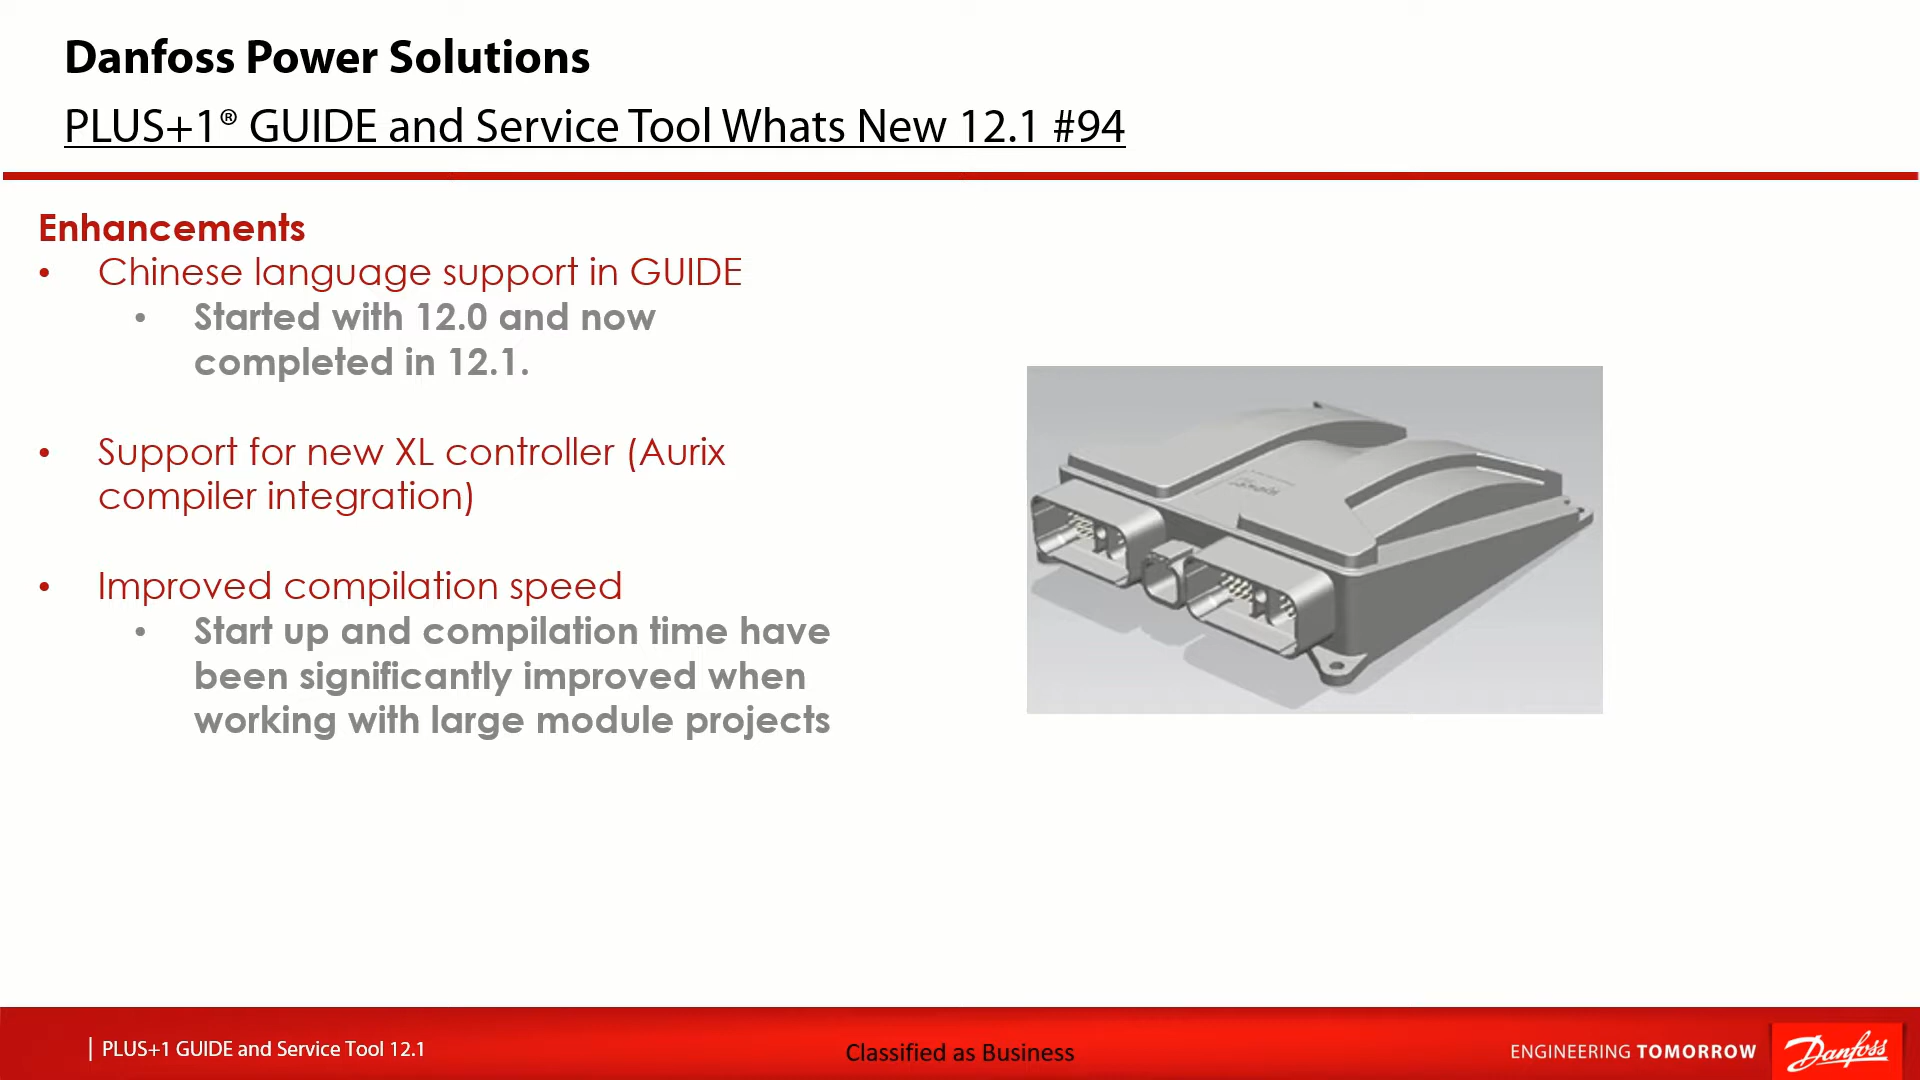 Danfoss Power Solutions
PLUS+1® GUIDE and Service Tool Whats New 12.1 #94
Enhancements
• Chinese language support in GUIDE
• Started with 12.0 and now
completed in 12.1.
• Support for new XL controller (Aurix
compiler integration)
• Improved compilation speed
• Start up and compilation time have
been significantly improved when
working with large module projects
| PLUS+1 GUIDE and Service Tool 12.1
Classified as Business
ENGINEERING TOMORROW
Danfoss